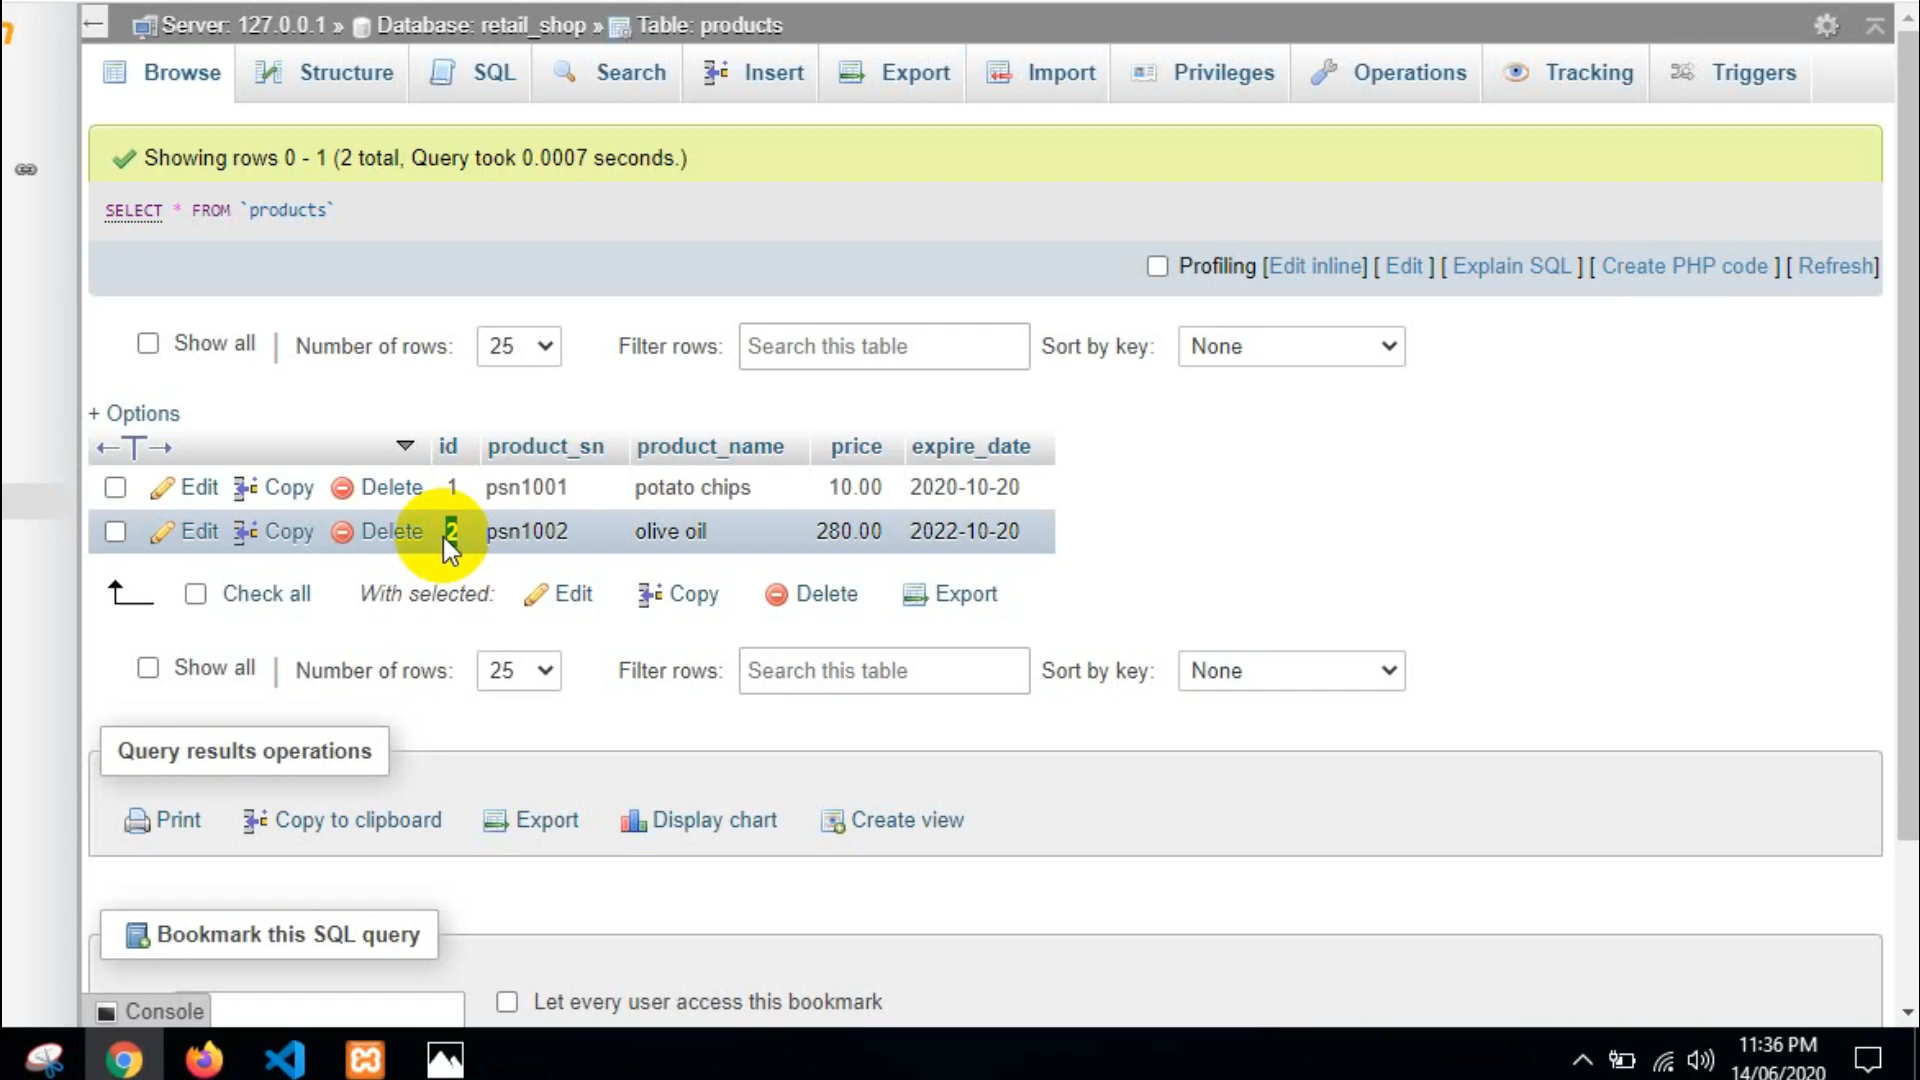 Server: 127.0.0.1 » Database: retail_shop » Table: products
Browse Structure SQL Search Insert Export Import Privileges Operations Tracking Triggers
Showing rows 0 - 1 (2 total, Query took 0.0007 seconds.)
SELECT * FROM `products`
Profiling [Edit inline] [ Edit ] [ Explain SQL ] [ Create PHP code ] [ Refresh]
Show all | Number of rows: 25 Filter rows: Search this table Sort by key: None
+ Options
←T→ id product_sn product_name price expire_date
Edit Copy Delete 1 psn1001 potato chips 10.00 2020-10-20
Edit Copy Delete 2 psn1002 olive oil 280.00 2022-10-20
Check all With selected: Edit Copy Delete Export
Show all | Number of rows: 25 Filter rows: Search this table Sort by key: None
Query results operations
Print Copy to clipboard Export Display chart Create view
Bookmark this SQL query
Let every user access this bookmark
Console
11:36 PM
14/06/2020